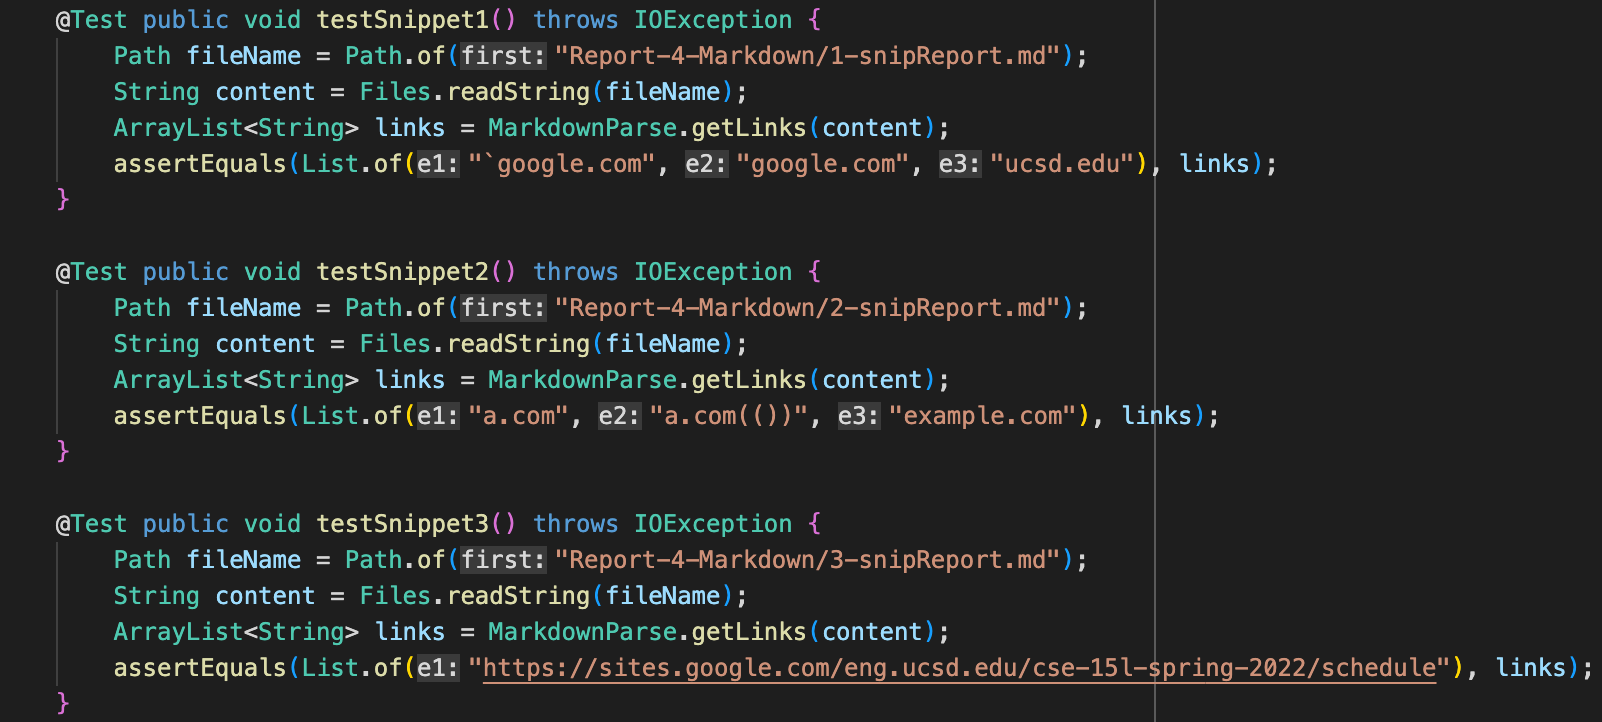 @Test public void testSnippet1() throws IOException {
Path fileName = Path.of(first: "Report-4-Markdown/1-snipReport.md");
String content = Files.readString(fileName);
ArrayList<String> links = MarkdownParse.getLinks(content);
assertEquals(List.of(e1: "`google.com", e2: "google.com", e3: "ucsd.edu"), links);
}
@Test public void testSnippet2() throws IOException {
Path fileName = Path.of(first: "Report-4-Markdown/2-snipReport.md");
String content = Files.readString(fileName);
ArrayList<String> links = MarkdownParse.getLinks(content);
assertEquals(List.of(e1: "a.com", e2: "a.com(())", e3: "example.com"), links);
}
@Test public void testSnippet3() throws IOException {
Path fileName = Path.of(first: "Report-4-Markdown/3-snipReport.md");
String content = Files.readString(fileName);
ArrayList<String> links = MarkdownParse.getLinks(content);
assertEquals(List.of(e1: "https://sites.google.com/eng.ucsd.edu/cse-15l-spring-2022/schedule"), links);
}